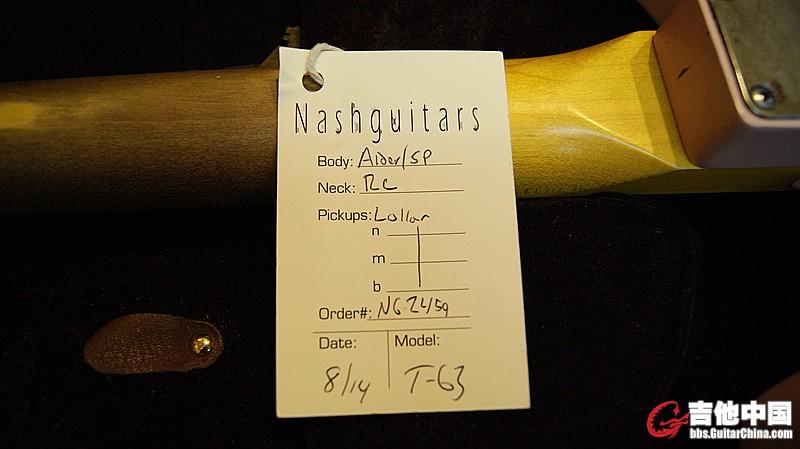 Nashguitars
Body: Alder/SP
Neck: RC
Pickups: Lollar
n
m
b
Order#: NG-2459
Date: Model:
8/14 T-63
吉他中国
bbs.GuitarChina.com